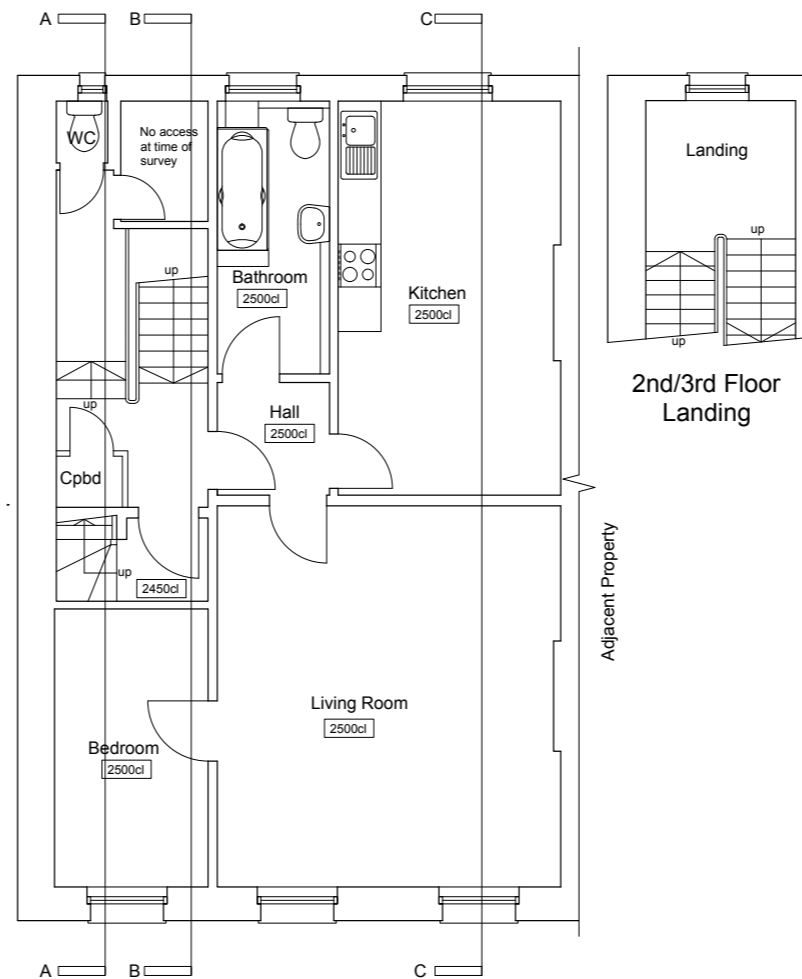 A
B
C
WC
No access
at time of
survey
Landing
up
up
up
Bathroom
2500cl
Kitchen
2500cl
2nd/3rd Floor
Landing
up
Hall
2500cl
Cpbd
up
2450cl
Adjacent Property
Living Room
2500cl
Bedroom
2500cl
A
B
C